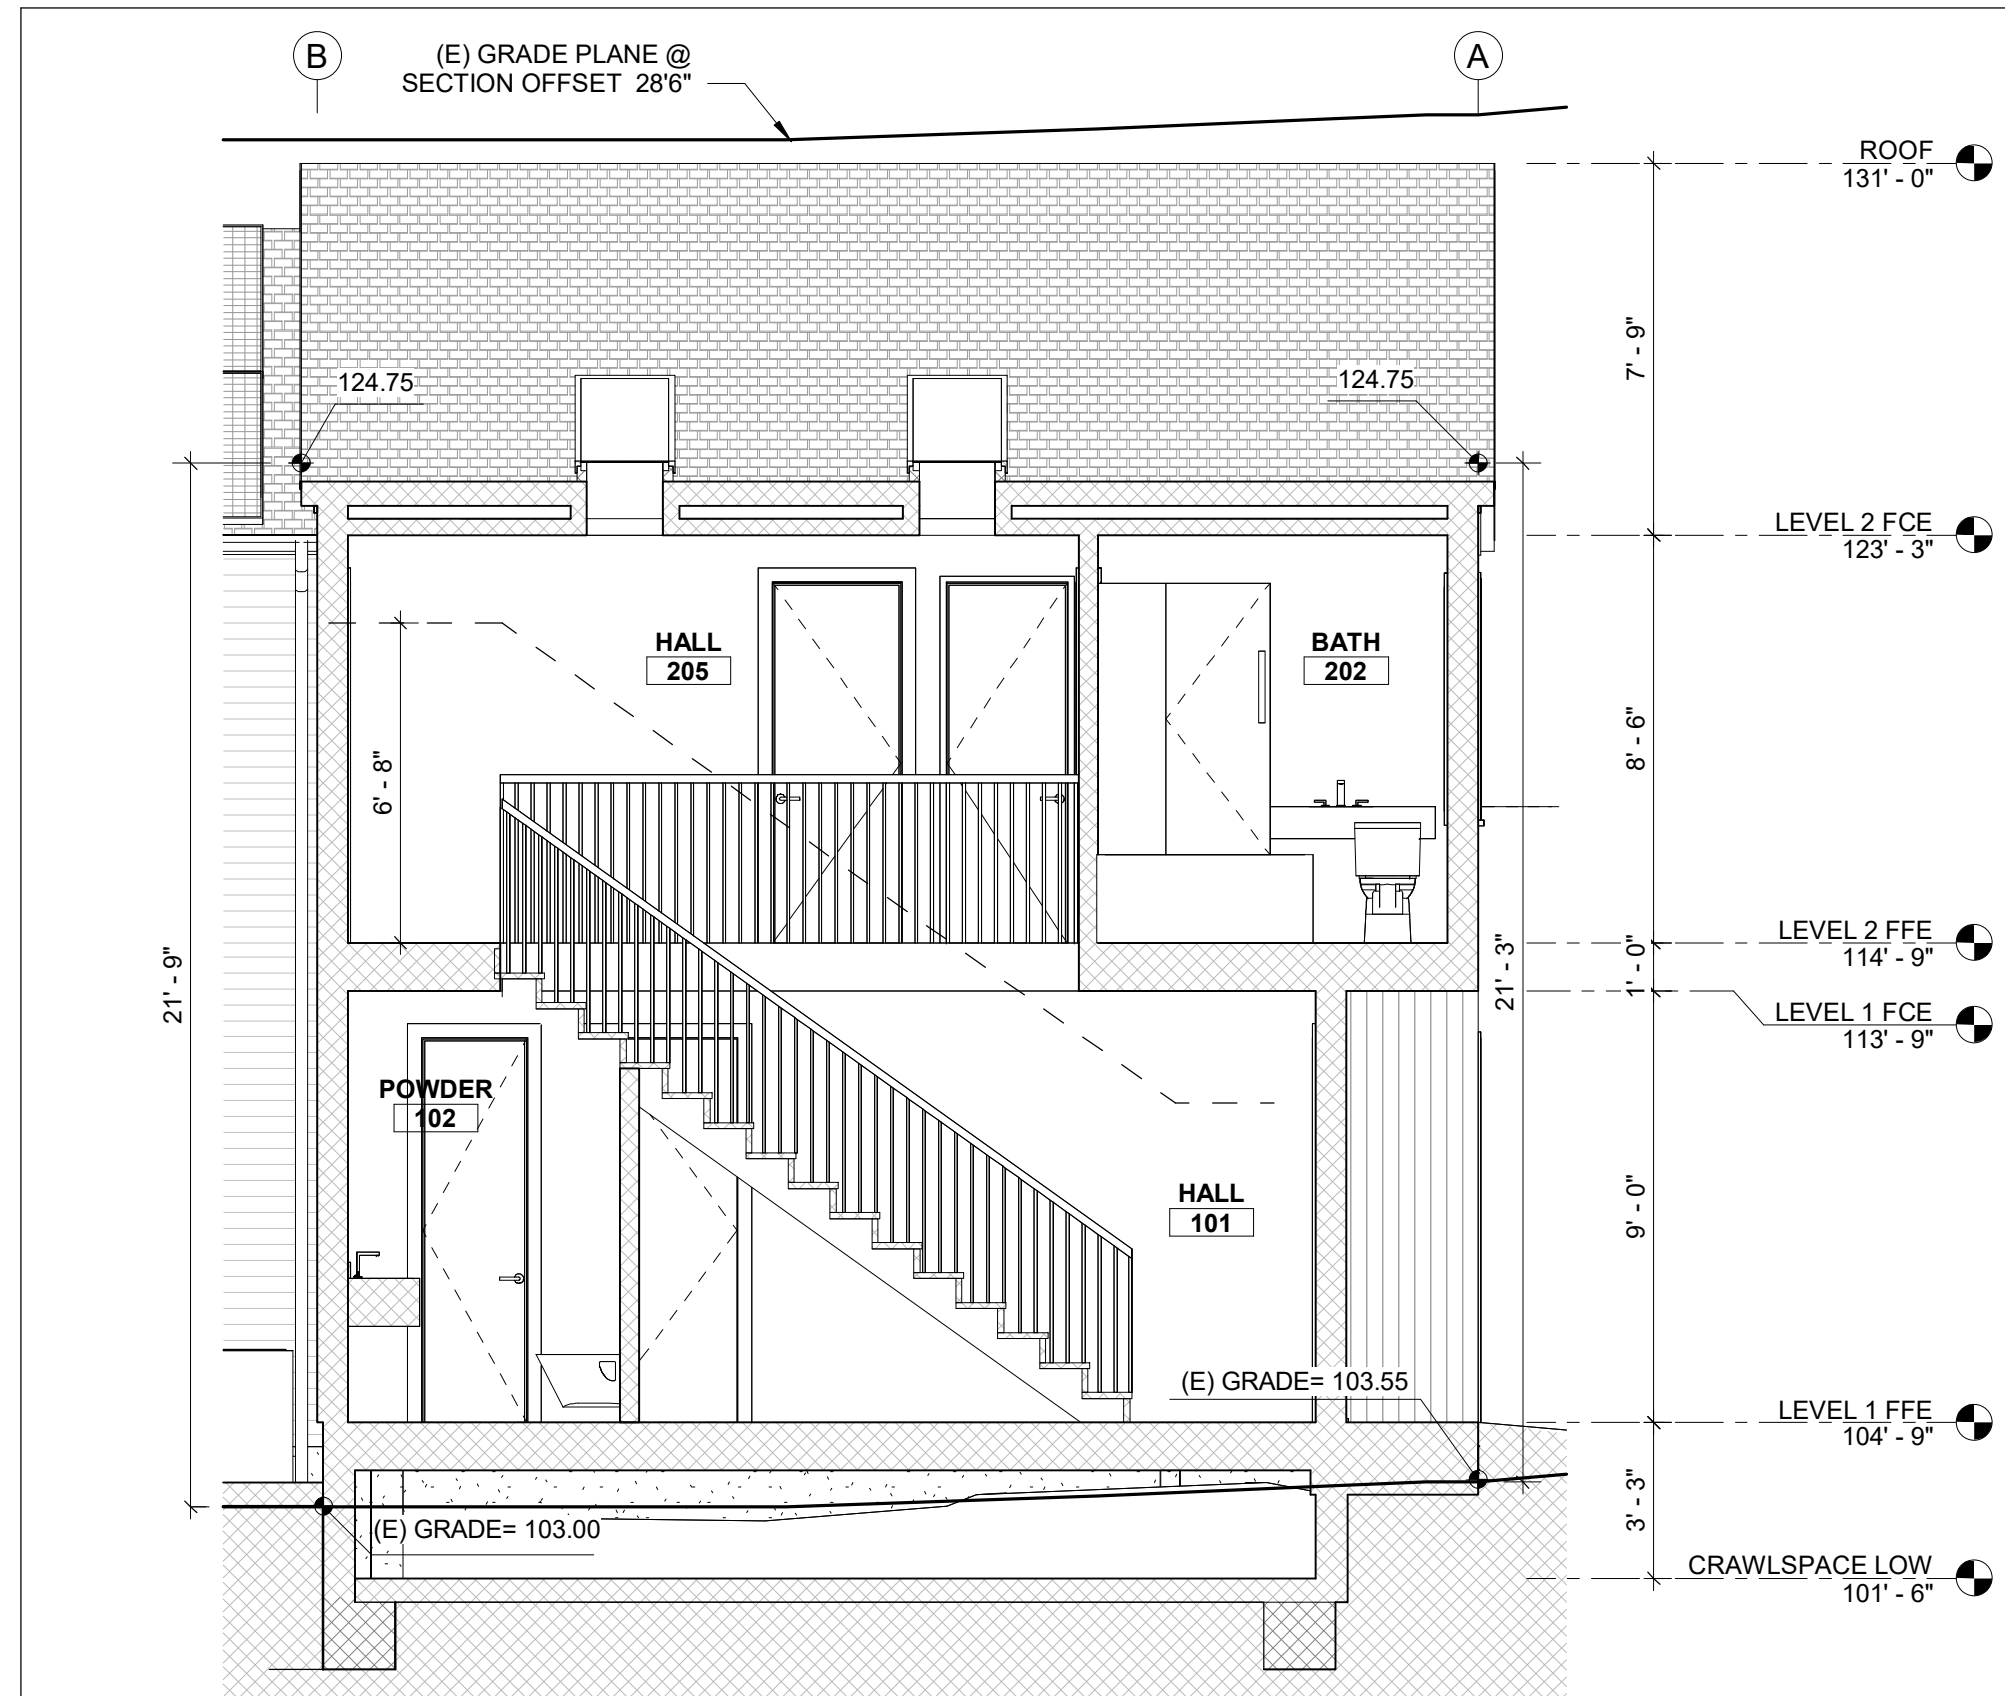 B
(E) GRADE PLANE @
SECTION OFFSET  28'6"
A
ROOF
131' - 0"
7' - 9"
124.75
124.75
LEVEL 2 FCE
123' - 3"
HALL
205
BATH
202
6' - 8"
8' - 6"
LEVEL 2 FFE
114' - 9"
21' - 9"
21' - 3"
1' - 0"
LEVEL 1 FCE
113' - 9"
POWDER
102
HALL
101
9' - 0"
(E) GRADE= 103.55
LEVEL 1 FFE
104' - 9"
3' - 3"
(E) GRADE= 103.00
CRAWLSPACE LOW
101' - 6"